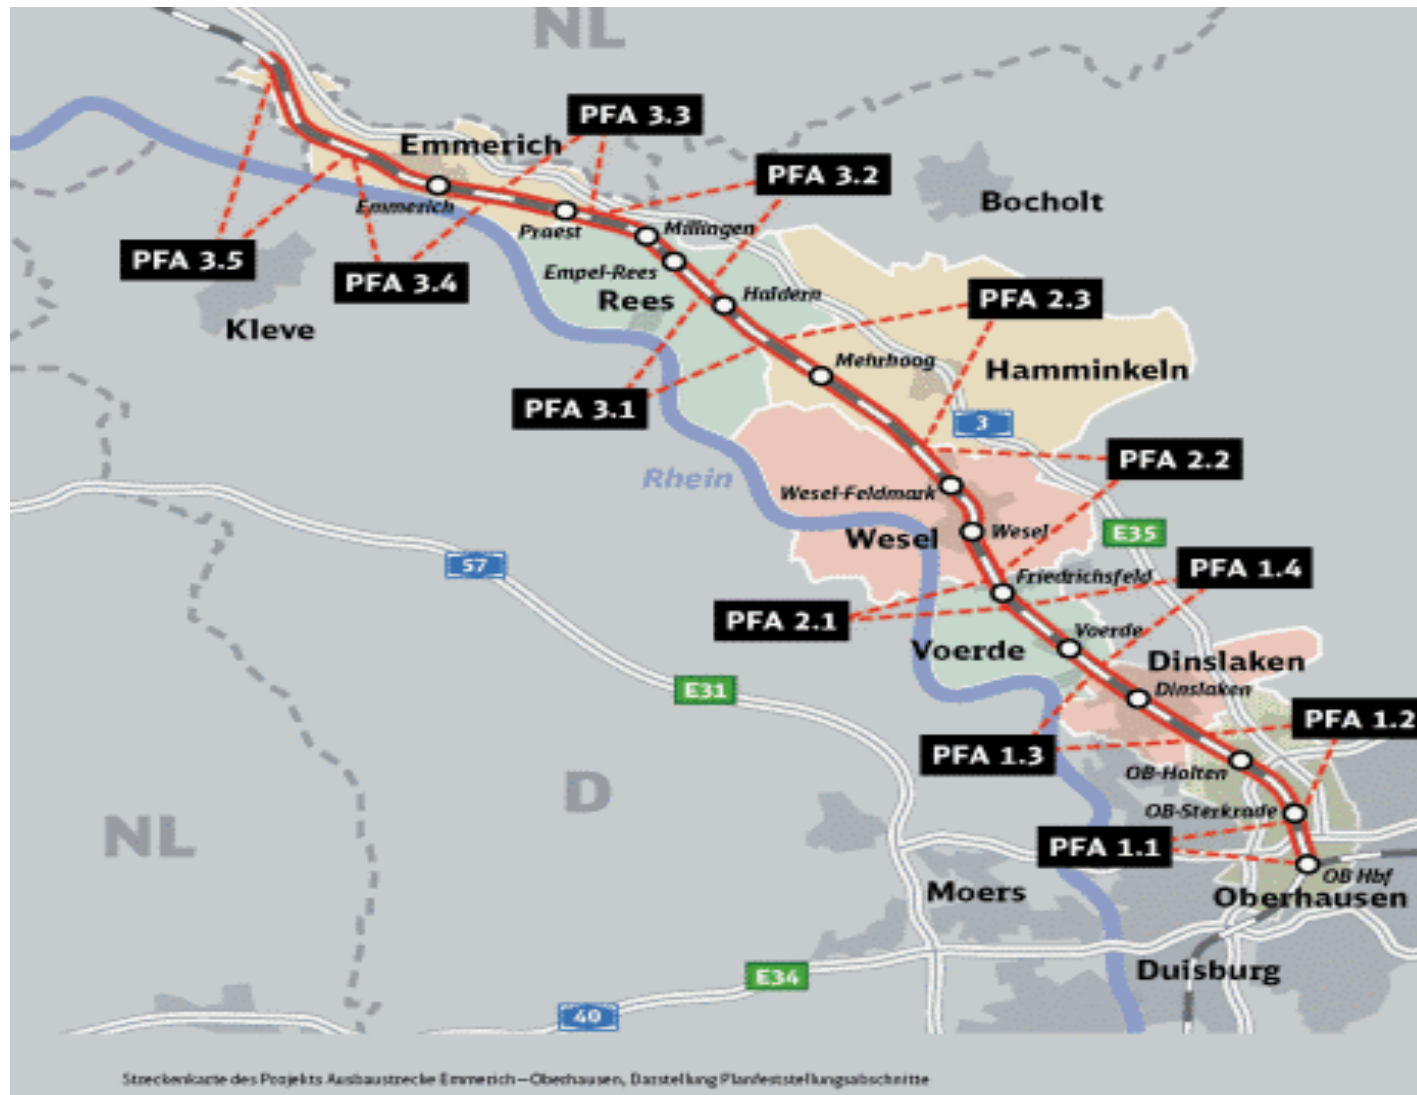 NL
PFA 3.3
Emmerich
PFA 3.2
Bocholt
Emmerich
Praest
Millingen
PFA 3.5
PFA 3.4
Empel-Rees
Rees
Haldern
PFA 2.3
Kleve
Mehrhoog
Hamminkeln
PFA 3.1
3
PFA 2.2
Rhein
Wesel-Feldmark
Wesel
Wesel
E35
57
Friedrichsfeld
PFA 1.4
PFA 2.1
Voerde
Voerde
Dinslaken
E31
Dinslaken
PFA 1.2
PFA 1.3
OB-Holten
D
NL
OB-Sterkrade
PFA 1.1
OB Hbf
Moers
Oberhausen
Duisburg
E34
40
Streckenkarte des Projekts Ausbaustrecke Emmerich—Oberhausen, Darstellung Planfeststellungsabschnitte